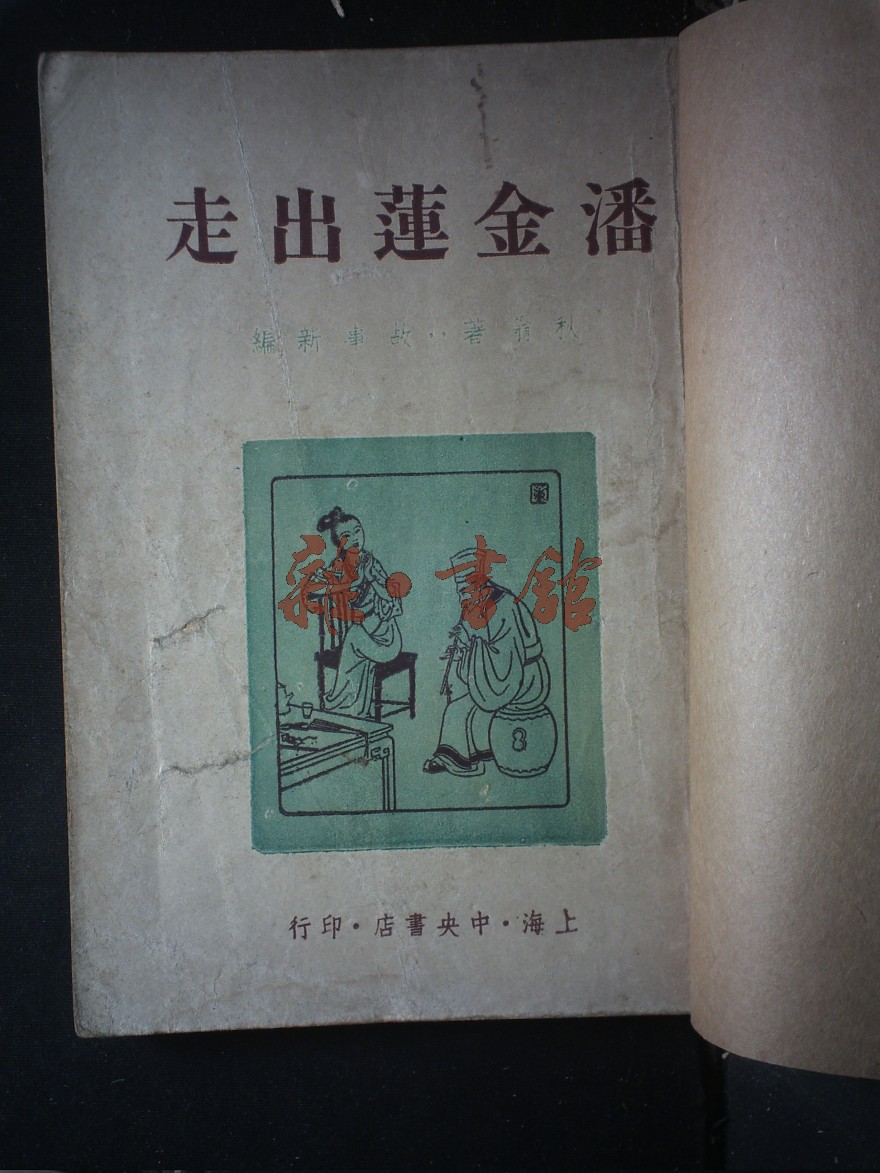 潘金蓮出走
秋翁著··故事新編
雜·書館
上海·中央書店·印行